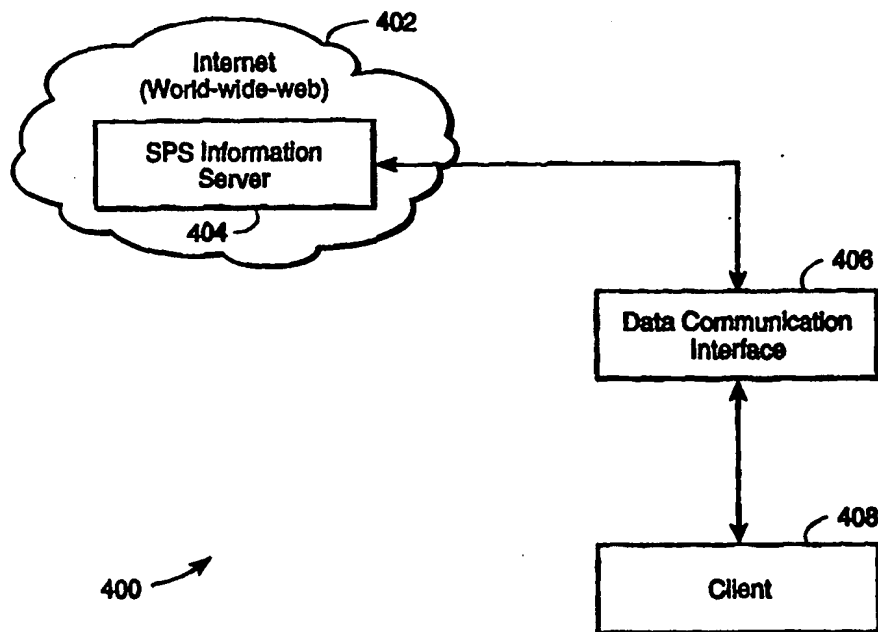 402
Internet
(World-wide-web)
SPS Information
Server
404
406
Data Communication
Interface
408
Client
400